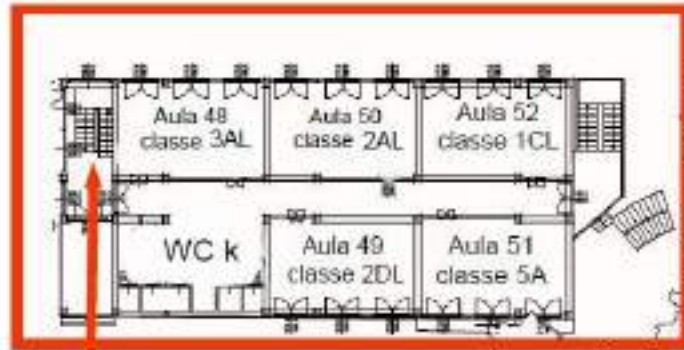 Aula 48
classe 3AL
Aula 50
classe 2AL
Aula 52
classe 1CL
WC k
Aula 49
classe 2DL
Aula 51
classe 5A